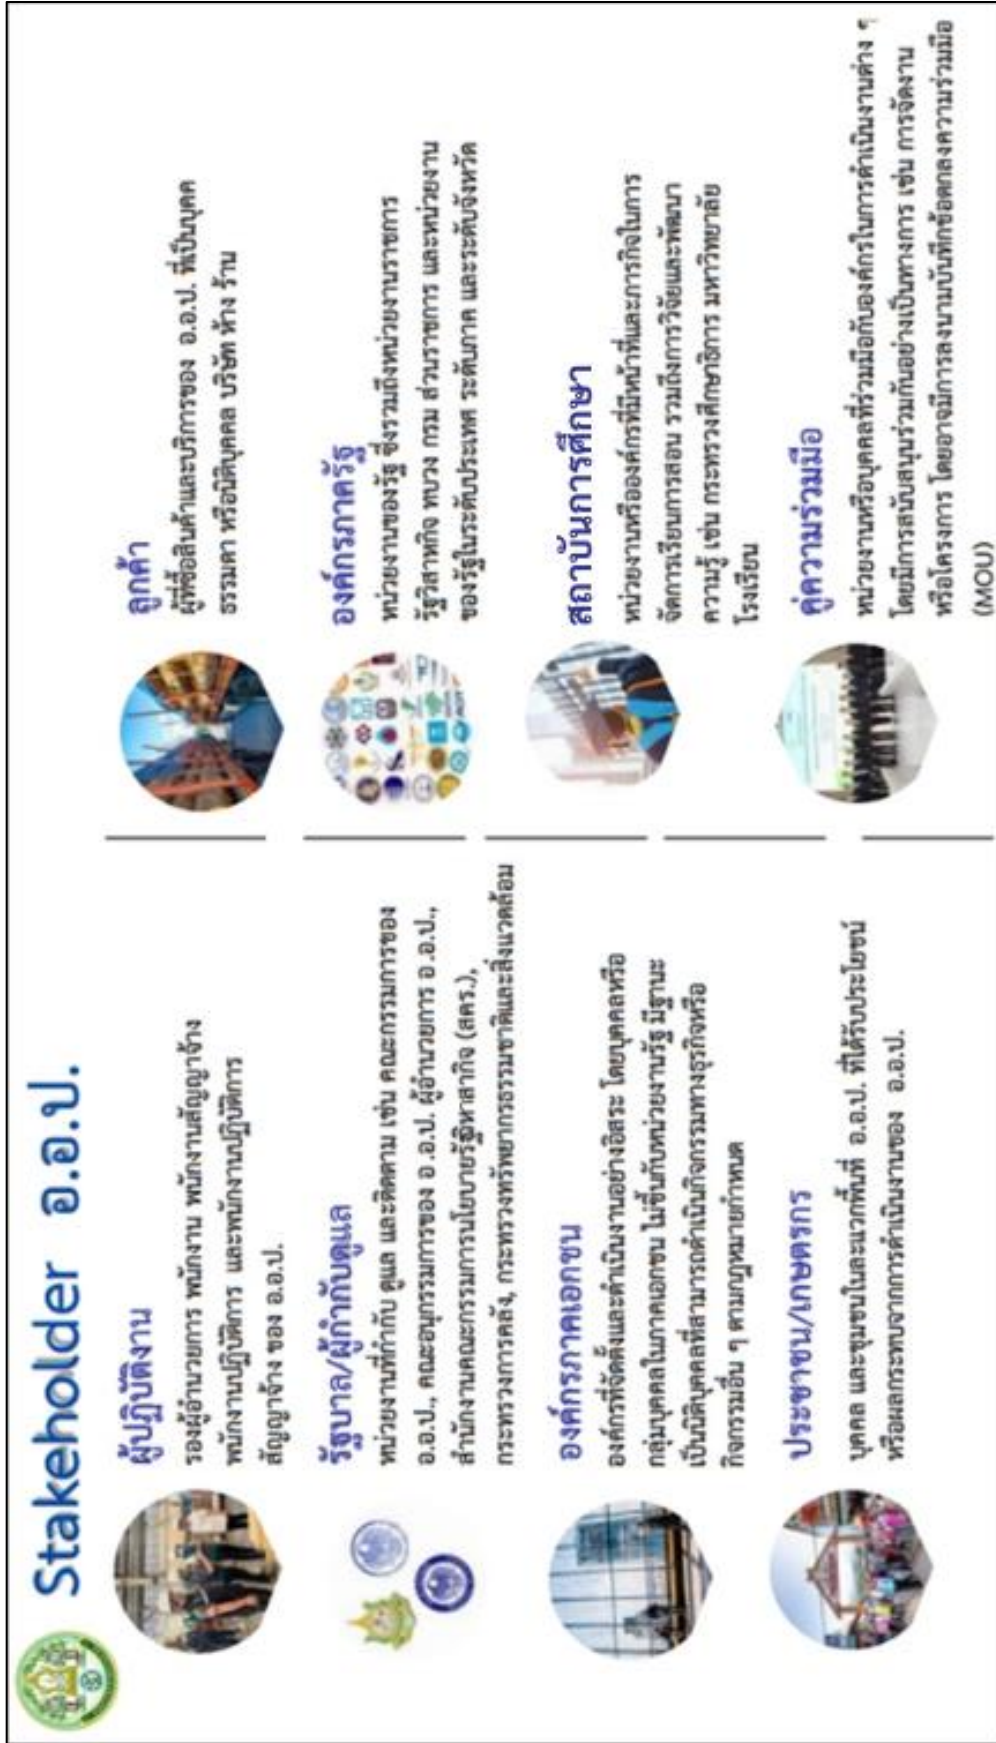 Stakeholder อ.อ.ป.
ผู้ปฏิบัติงาน
รองผู้อำนวยการ พนักงาน พนักงานสัญญาจ้าง
พนักงานปฏิบัติการ และพนักงานปฏิบัติการ
สัญญาจ้าง ของ อ.อ.ป.
รัฐบาล/ผู้กำกับดูแล
หน่วยงานที่กำกับ ดูแล และติดตาม เช่น คณะกรรมการของ
อ.อ.ป., คณะอนุกรรมการของ อ.อ.ป. ผู้อำนวยการ อ.อ.ป.,
สำนักงานคณะกรรมการนโยบายรัฐวิหาสากิจ (สคร.),
กระทรวงการคลัง, กระทรวงทรัพยากรธรรมชาติและสิ่งแวดล้อม
องค์กรภาคเอกชน
องค์กรที่จัดตั้งและดำเนินงานอย่างอิสระ โดยบุคคลหรือ
กลุ่มบุคคลในภาคเอกชน ไม่ขึ้นกับหน่วยงานรัฐ มีฐานะ
เป็นนิติบุคคลที่สามารถดำเนินกิจกรรมทางธุรกิจหรือ
กิจกรรมอื่น ๆ ตามกฎหมายกำหนด
ประชาชน/เกษตรกร
บุคคล และชุมชนในละแวกพื้นที่ อ.อ.ป. ที่ได้รับประโยชน์
หรือผลกระทบจากการดำเนินงานของ อ.อ.ป.
ลูกค้า
ผู้ที่ซื้อสินค้าและบริการของ อ.อ.ป. ที่เป็นบุคคล
ธรรมดา หรือนิติบุคคล บริษัท ห้าง ร้าน
องค์กรภาครัฐ
หน่วยงานของรัฐ ซึ่งรวมถึงหน่วยงานราชการ
รัฐวิสาหกิจ ทบวง กรม ส่วนราชการ และหน่วยงาน
ของรัฐในระดับประเทศ ระดับภาค และระดับจังหวัด
สถาบันการศึกษา
หน่วยงานหรือองค์กรที่มีหน้าที่และภารกิจในการ
จัดการเรียนการสอน รวมถึงการวิจัยและพัฒนา
ความรู้ เช่น กระทรวงศึกษาธิการ มหาวิทยาลัย
โรงเรียน
คู่ความร่วมมือ
หน่วยงานหรือบุคคลที่ร่วมมือกับองค์กรในการดำเนินงานต่าง ๆ
โดยมีการสนับสนุนร่วมกันอย่างเป็นทางการ เช่น การจัดงาน
หรือโครงการ โดยอาจมีการลงนามบันทึกข้อตกลงความร่วมมือ
(MOU)